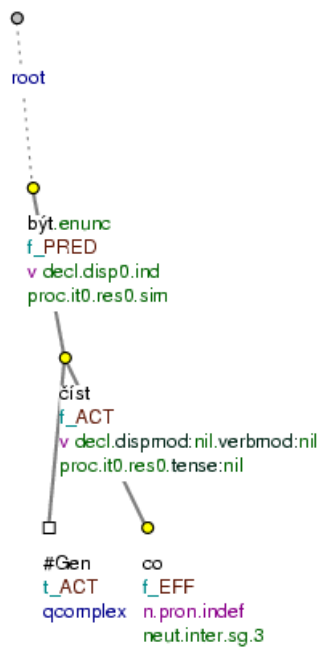 root
být.enunc
f_PRED
v decl.disp0.ind
proc.it0.res0.sim
číst
f_ACT
v decl.dispmod:nil.verbmod:nil
proc.it0.res0.tense:nil
#Gen co
t_ACT f_EFF
qcomplex n.pron.indef
neut.inter.sg.3